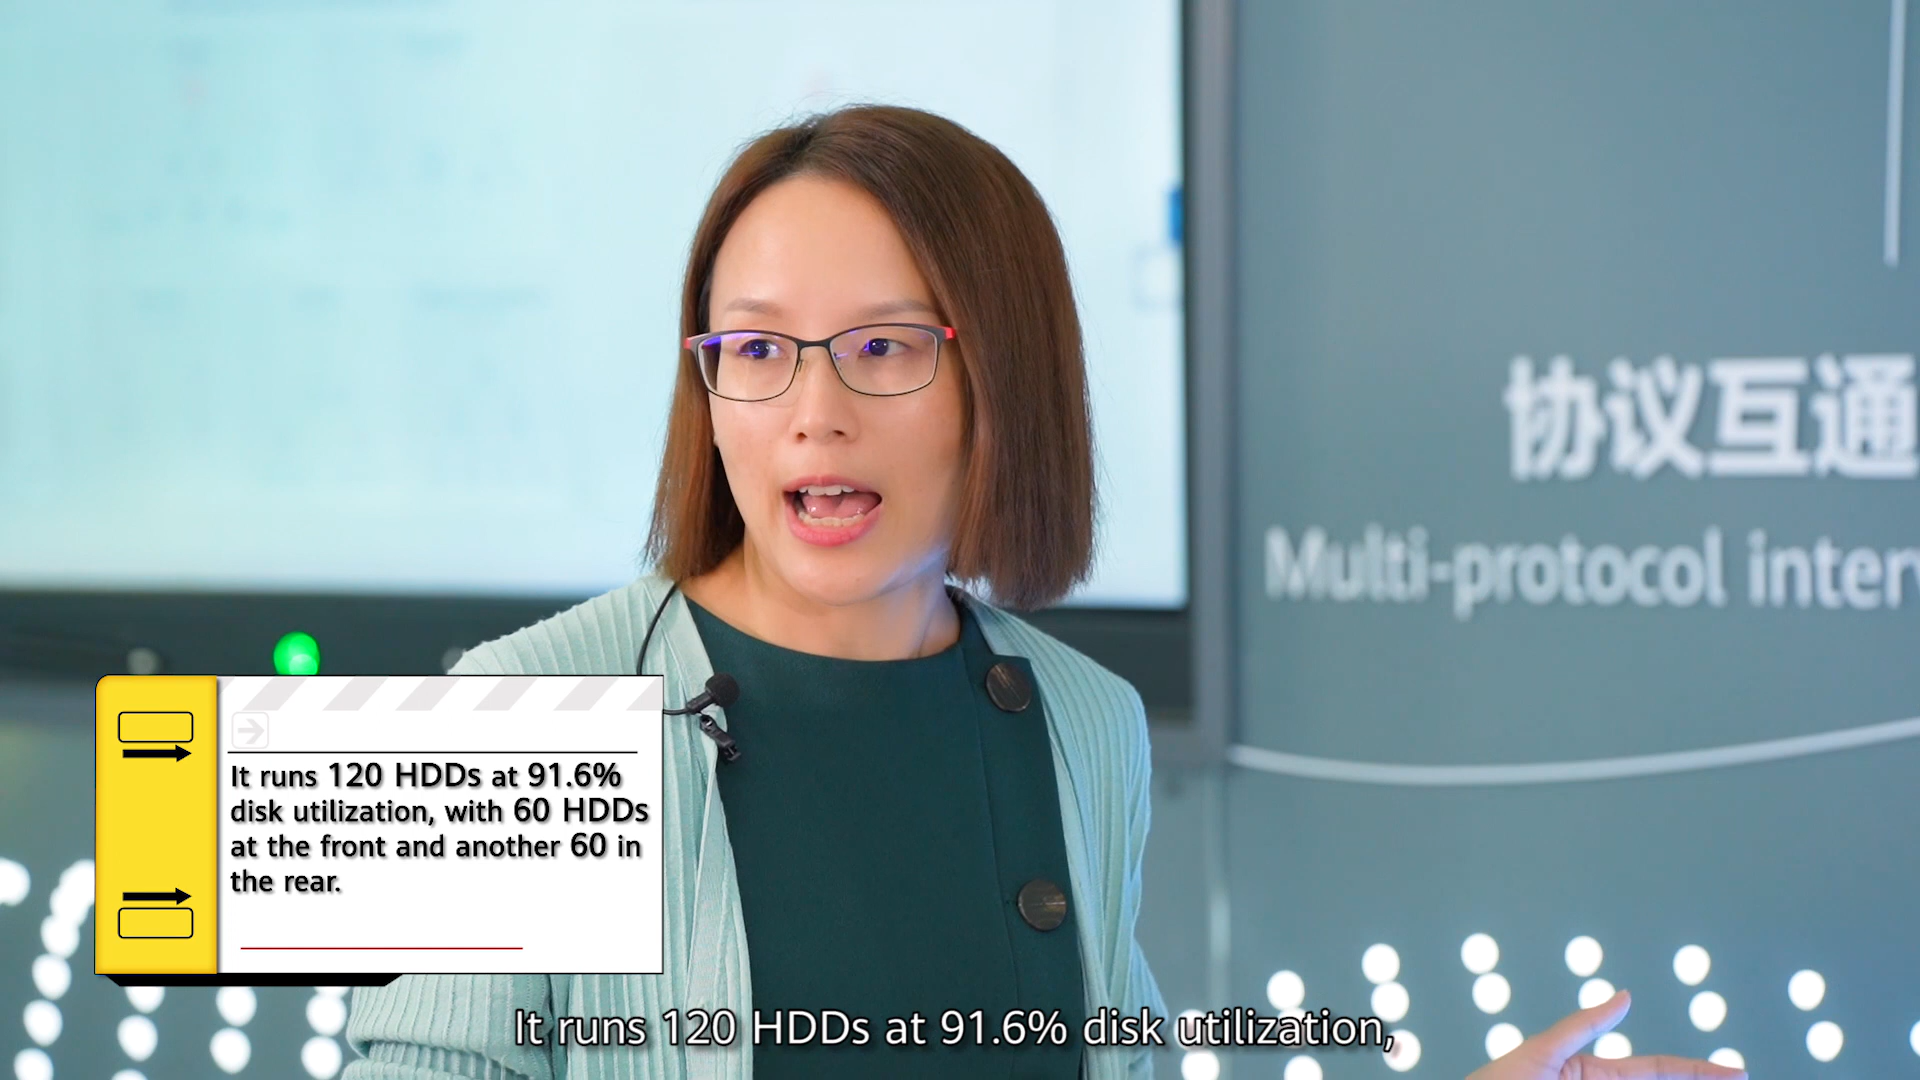 协议互通
Multi-protocol
It runs 120 HDDs at 91.6%
disk utilization, with 60 HDDs
at the front and another 60 in
the rear.
It runs 120 HDDs at 91.6% disk utilization,